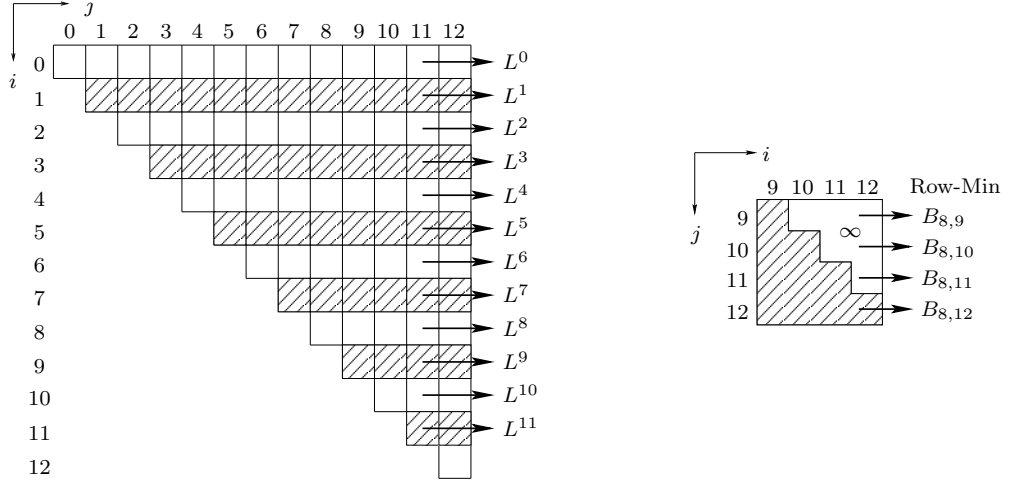 j
0 1 2 3 4 5 6 7 8 9 10 11 12
0 L^0
i
1 L^1
2 L^2
3 L^3
4 L^4
5 L^5
6 L^6
7 L^7
8 L^8
9 L^9
10 L^10
11 L^11
12
i
9 10 11 12 Row-Min
9 B_{8,9}
j ∞
10 B_{8,10}
11 B_{8,11}
12 B_{8,12}